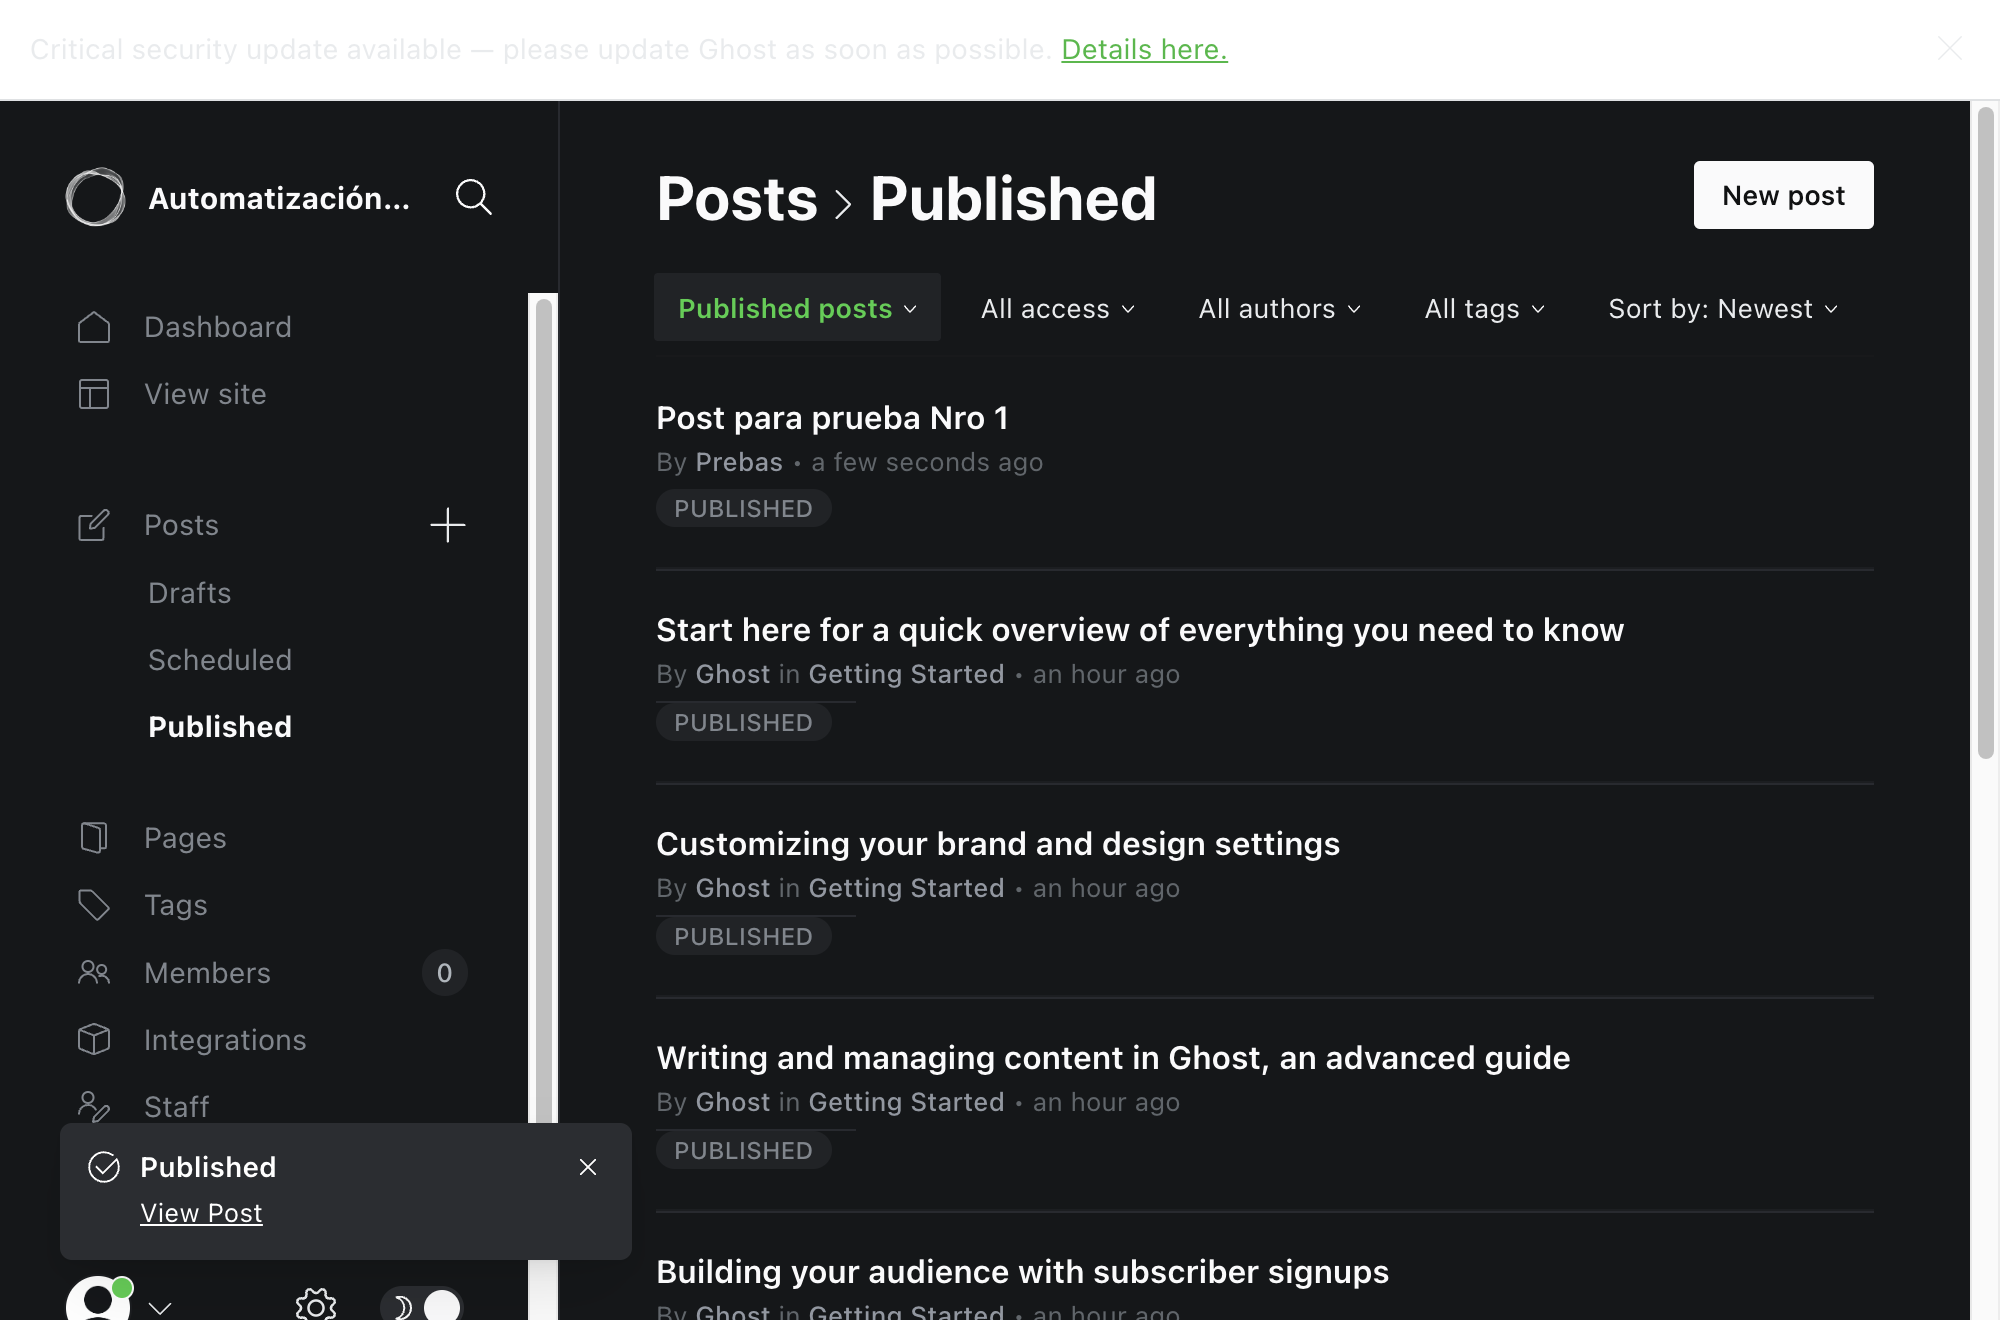 Critical security update available — please update Ghost as soon as possible. Details here.
Automatización...
Dashboard
View site
Posts
Drafts
Scheduled
Published
Pages
Tags
Members 0
Integrations
Staff
Published
View Post
Posts › Published
New post
Published posts All access All authors All tags Sort by: Newest
Post para prueba Nro 1
By Prebas • a few seconds ago
PUBLISHED
Start here for a quick overview of everything you need to know
By Ghost in Getting Started • an hour ago
PUBLISHED
Customizing your brand and design settings
By Ghost in Getting Started • an hour ago
PUBLISHED
Writing and managing content in Ghost, an advanced guide
By Ghost in Getting Started • an hour ago
PUBLISHED
Building your audience with subscriber signups
By Ghost in Getting Started • an hour ago